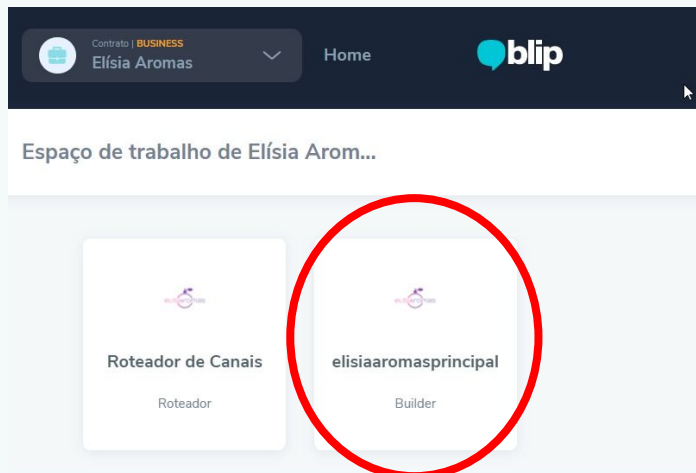 Contrato | BUSINESS
Elísia Aromas
Home
blip
Espaço de trabalho de Elísia Arom...
Roteador de Canais
elisiaaromasprincipal
Roteador
Builder